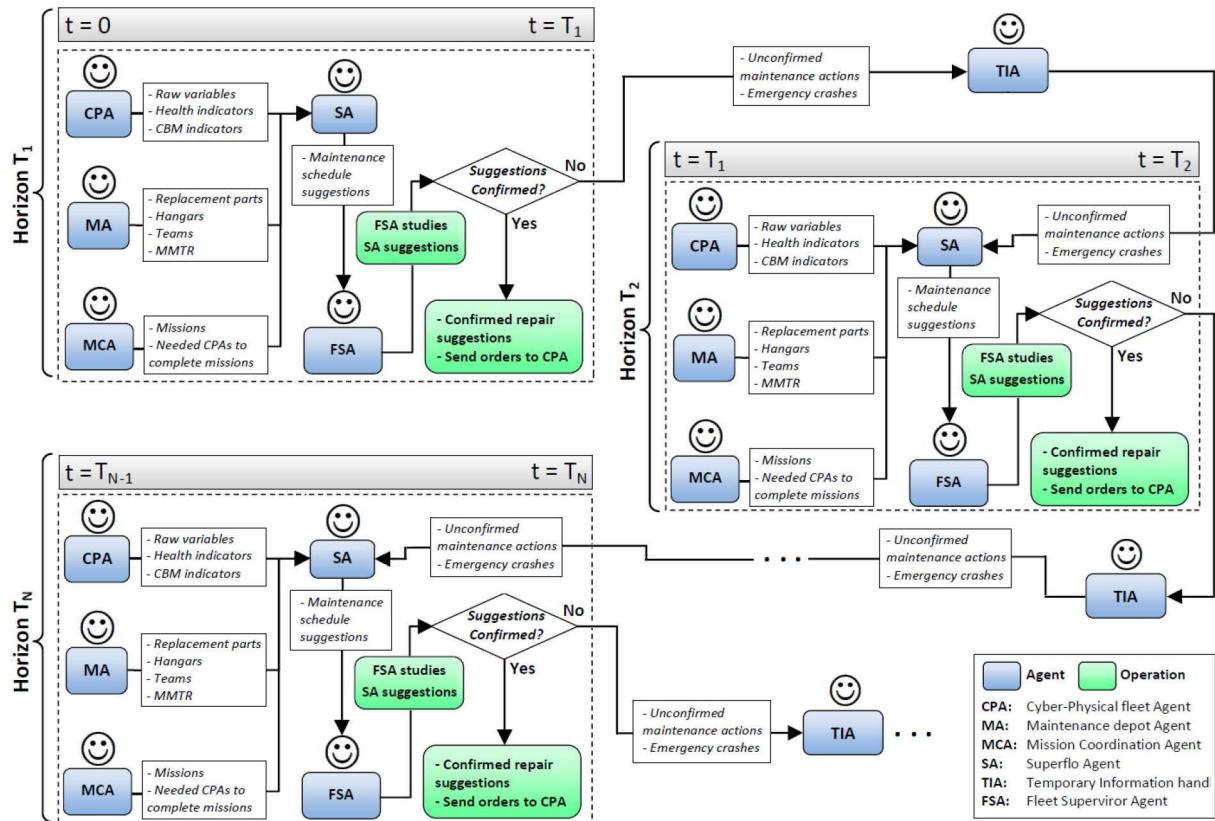 Horizon T1
t = 0
t = T1
CPA
- Raw variables
- Health indicators
- CBM indicators
SA
MA
- Replacement parts
- Hangars
- Teams
- MMTR
- Maintenance
schedule
suggestions
FSA studies
SA suggestions
Suggestions
Confirmed?
No
Yes
MCA
- Missions
- Needed CPAs to
complete missions
FSA
- Confirmed repair
suggestions
- Send orders to CPA
- Unconfirmed
maintenance actions
- Emergency crashes
TIA
Horizon T2
t = T1
t = T2
CPA
- Raw variables
- Health indicators
- CBM indicators
SA
- Unconfirmed
maintenance actions
- Emergency crashes
MA
- Replacement parts
- Hangars
- Teams
- MMTR
- Maintenance
schedule
suggestions
FSA studies
SA suggestions
Suggestions
Confirmed?
No
Yes
MCA
- Missions
- Needed CPAs to
complete missions
FSA
- Confirmed repair
suggestions
- Send orders to CPA
- Unconfirmed
maintenance actions
- Emergency crashes
TIA
. . .
Horizon TN
t = TN-1
t = TN
CPA
- Raw variables
- Health indicators
- CBM indicators
SA
- Unconfirmed
maintenance actions
- Emergency crashes
MA
- Replacement parts
- Hangars
- Teams
- MMTR
- Maintenance
schedule
suggestions
FSA studies
SA suggestions
Suggestions
Confirmed?
No
Yes
MCA
- Missions
- Needed CPAs to
complete missions
FSA
- Confirmed repair
suggestions
- Send orders to CPA
- Unconfirmed
maintenance actions
- Emergency crashes
TIA
. . .
Agent Operation
CPA: Cyber-Physical fleet Agent
MA: Maintenance depot Agent
MCA: Mission Coordination Agent
SA: Superflo Agent
TIA: Temporary Information handl
FSA: Fleet Superviror Agent